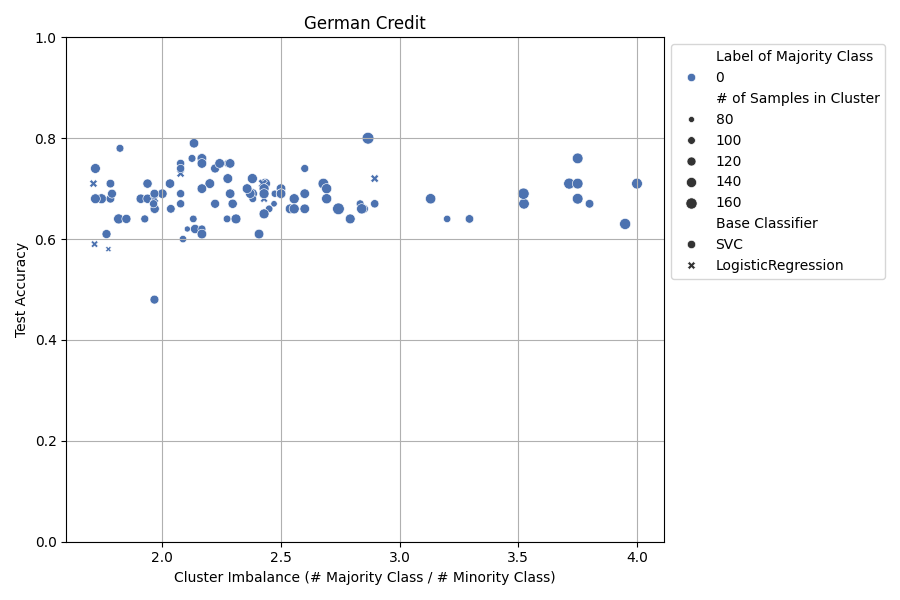 German Credit
1.0
0.8
0.6
0.4
0.2
0.0
Test Accuracy
2.0 2.5 3.0 3.5 4.0
Cluster Imbalance (# Majority Class / # Minority Class)
Label of Majority Class
0
# of Samples in Cluster
80
100
120
140
160
Base Classifier
SVC
LogisticRegression